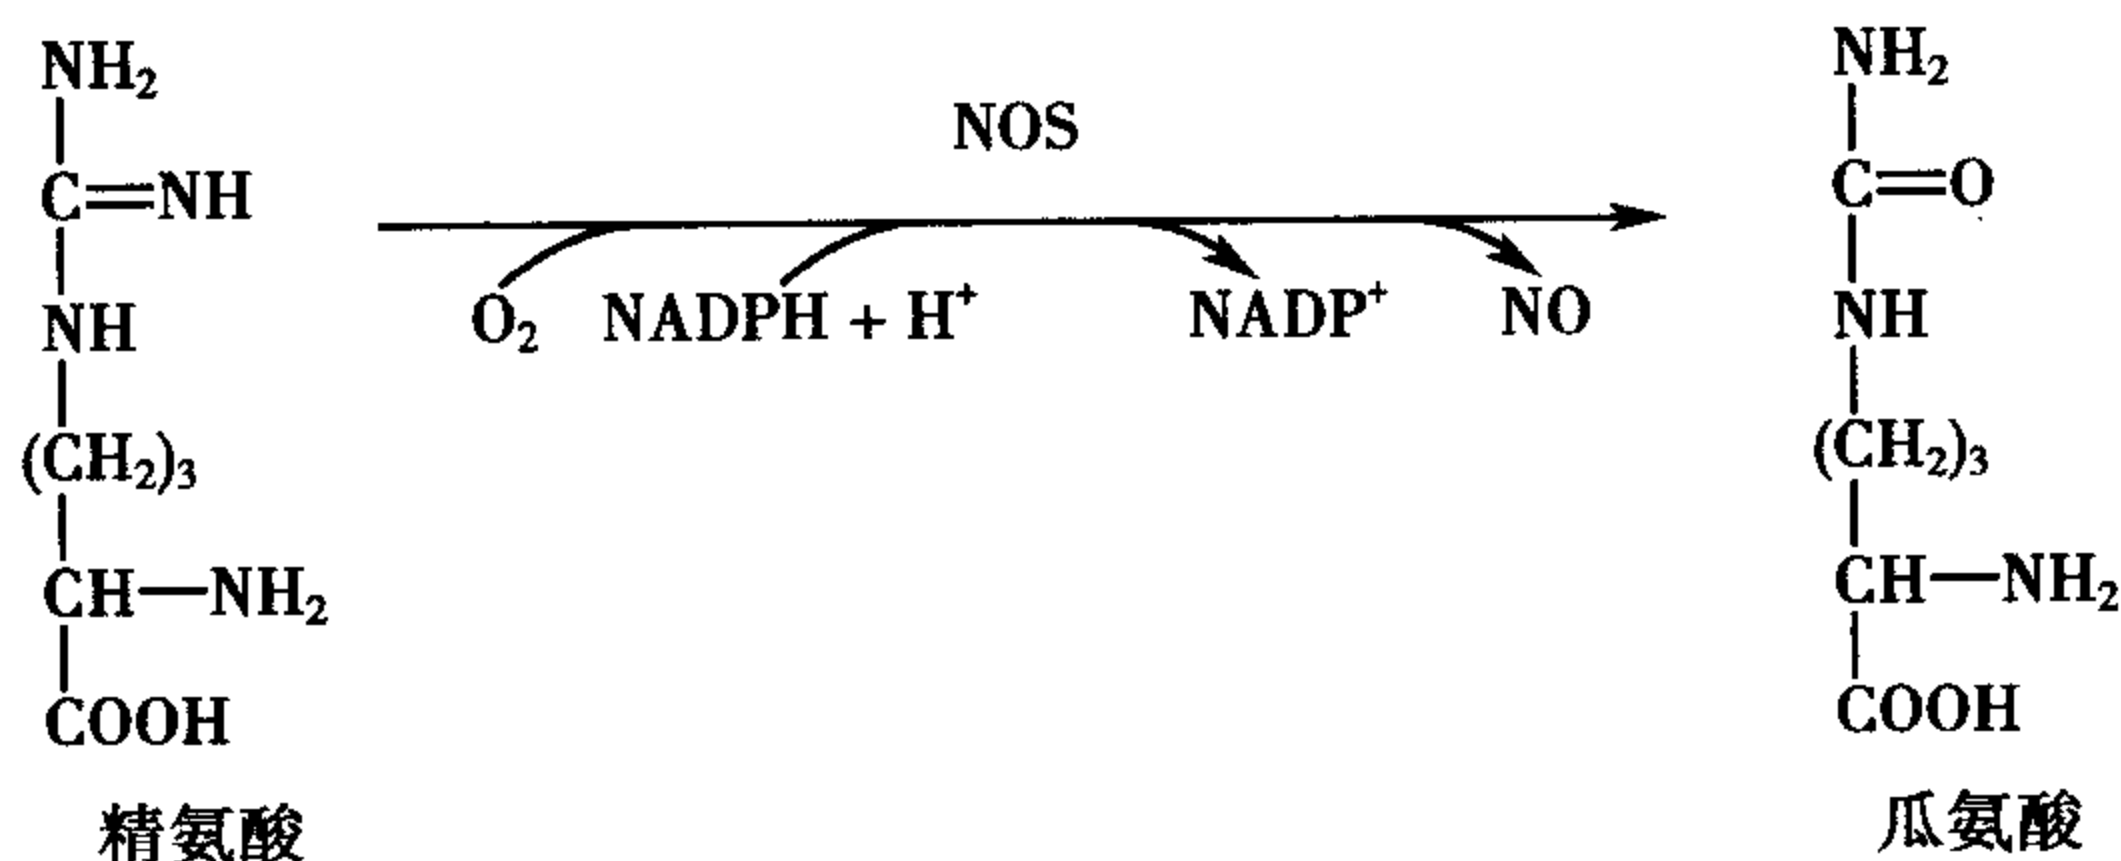 NH₂
C=NH
NH
(CH₂)₃
CH—NH₂
COOH
精氨酸
NOS
O₂ NADPH + H⁺ NADP⁺ NO
NH₂
C=O
NH
(CH₂)₃
CH—NH₂
COOH
瓜氨酸